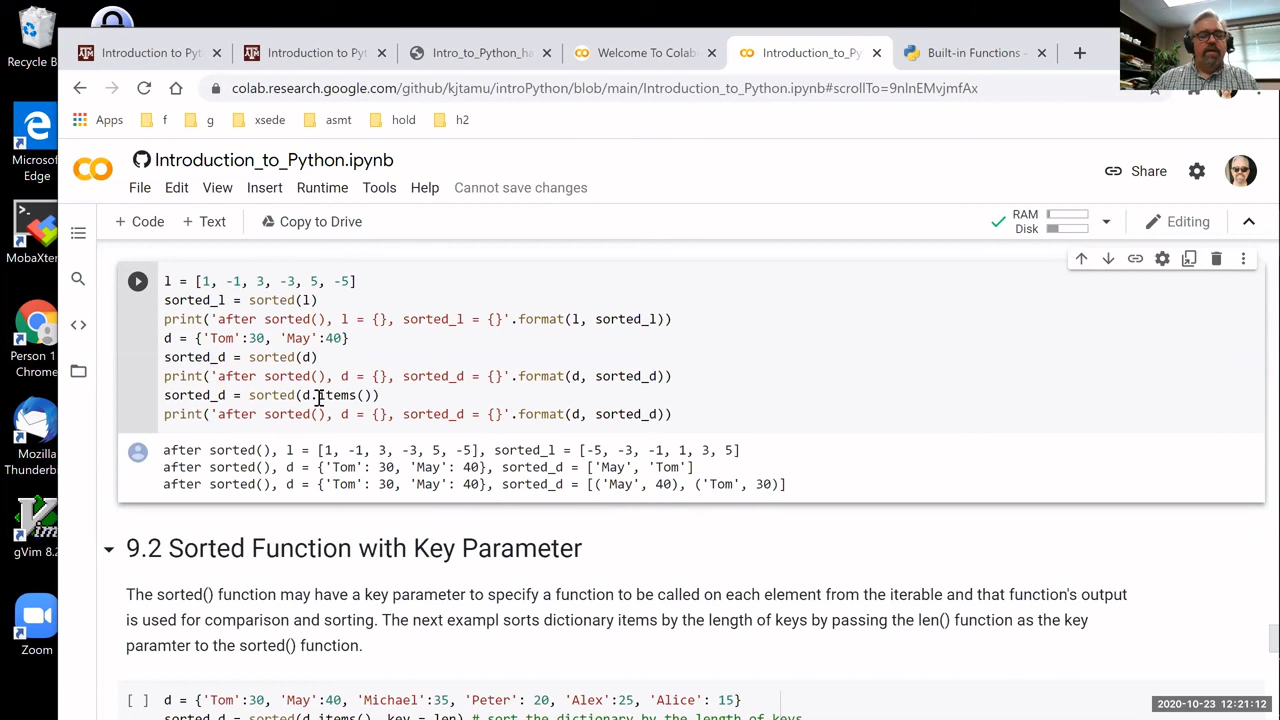 Recycle B
Microsof
Edge
MobaXter
Person 1
Chrome
Mozilla
Thunderbi
gVim 8.2
Zoom
Introduction to Pyt
Introduction to Pyt
Intro_to_Pyth
Welcome To Colab
Introduction_to_Py
Built-in Functions
colab.research.google.com/github/
/introPython/blob/main/Introduction_to_Python.ipynb#scrollTo=9nInEMvjmfAx
Apps f g xsede asmt hold h2
CO Introduction_to_Python.ipynb
File Edit View Insert Runtime Tools Help Cannot save changes
Share
+ Code + Text Copy to Drive
RAM
Disk
Editing
l = [1, -1, 3, -3, 5, -5]
sorted_l = sorted(l)
print('after sorted(), l = {}, sorted_l = {}'.format(l, sorted_l))
d = {'Tom':30, 'May':40}
sorted_d = sorted(d)
print('after sorted(), d = {}, sorted_d = {}'.format(d, sorted_d))
sorted_d = sorted(d.items())
print('after sorted(), d = {}, sorted_d = {}'.format(d, sorted_d))
after sorted(), l = [1, -1, 3, -3, 5, -5], sorted_l = [-5, -3, -1, 1, 3, 5]
after sorted(), d = {'Tom': 30, 'May': 40}, sorted_d = ['May', 'Tom']
after sorted(), d = {'Tom': 30, 'May': 40}, sorted_d = [('May', 40), ('Tom', 30)]
9.2 Sorted Function with Key Parameter
The sorted() function may have a key parameter to specify a function to be called on each element from the iterable and that function's output
is used for comparison and sorting. The next exampl sorts dictionary items by the length of keys by passing the len() function as the key
paramter to the sorted() function.
[ ] d = {'Tom':30, 'May':40, 'Michael':35, 'Peter': 20, 'Alex':25, 'Alice': 15}
2020-10-23 12:21:12